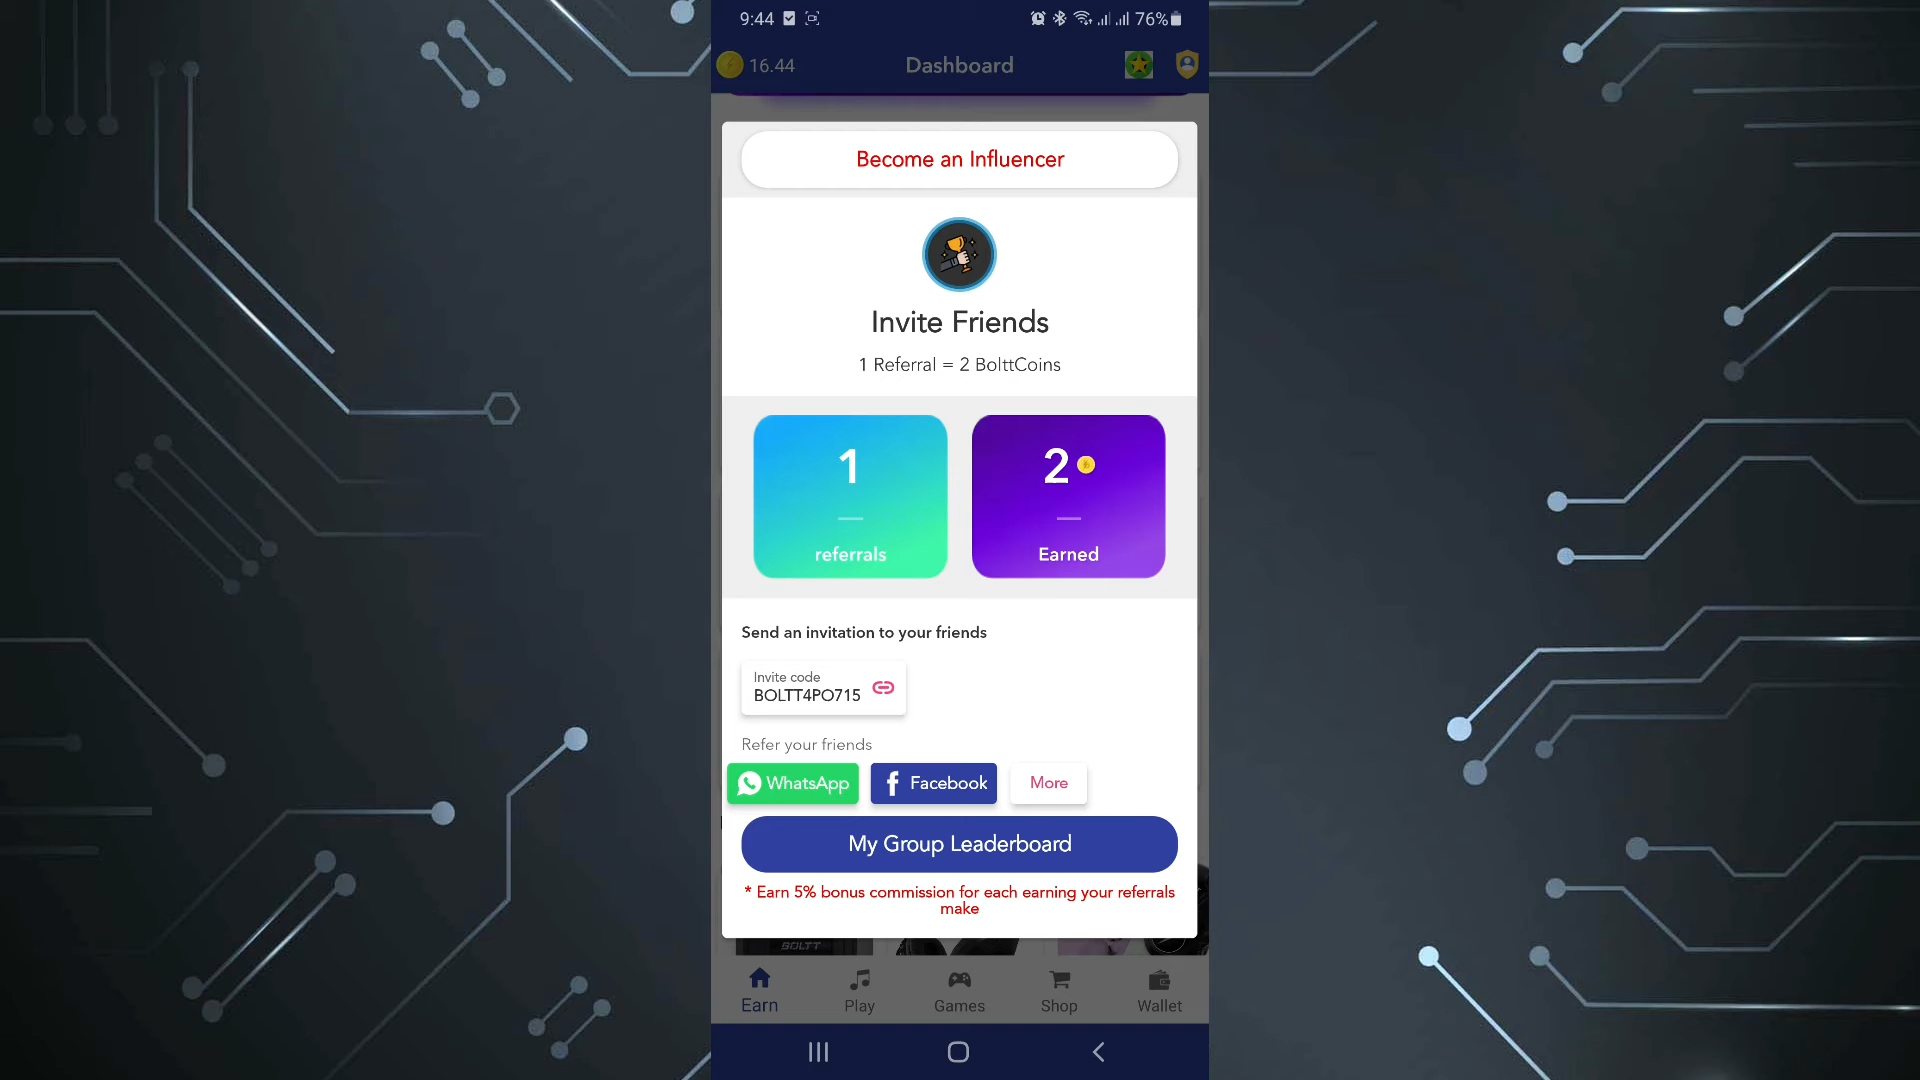 9:44
76%
16.44
Dashboard
Become an Influencer
Invite Friends
1 Referral = 2 BolttCoins
1
2
referrals
Earned
Send an invitation to your friends
Invite code
BOLTT4PO715
Refer your friends
WhatsApp
Facebook
More
My Group Leaderboard
* Earn 5% bonus commission for each earning your referrals
make
BOLTT
Earn
Play
Games
Shop
Wallet